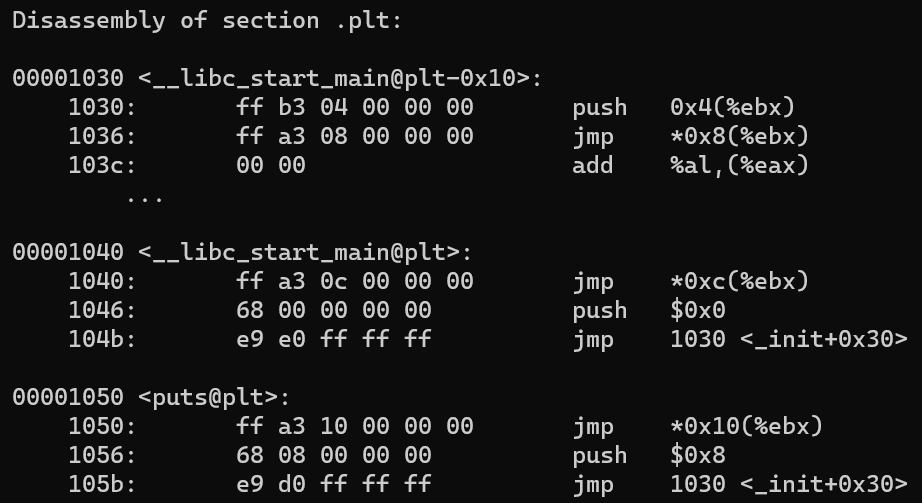 Disassembly of section .plt:
00001030 <__libc_start_main@plt-0x10>:
1030: ff b3 04 00 00 00 push 0x4(%ebx)
1036: ff a3 08 00 00 00 jmp *0x8(%ebx)
103c: 00 00 add %al,(%eax)
...
00001040 <__libc_start_main@plt>:
1040: ff a3 0c 00 00 00 jmp *0xc(%ebx)
1046: 68 00 00 00 00 push $0x0
104b: e9 e0 ff ff ff jmp 1030 <_init+0x30>
00001050 <puts@plt>:
1050: ff a3 10 00 00 00 jmp *0x10(%ebx)
1056: 68 08 00 00 00 push $0x8
105b: e9 d0 ff ff ff jmp 1030 <_init+0x30>